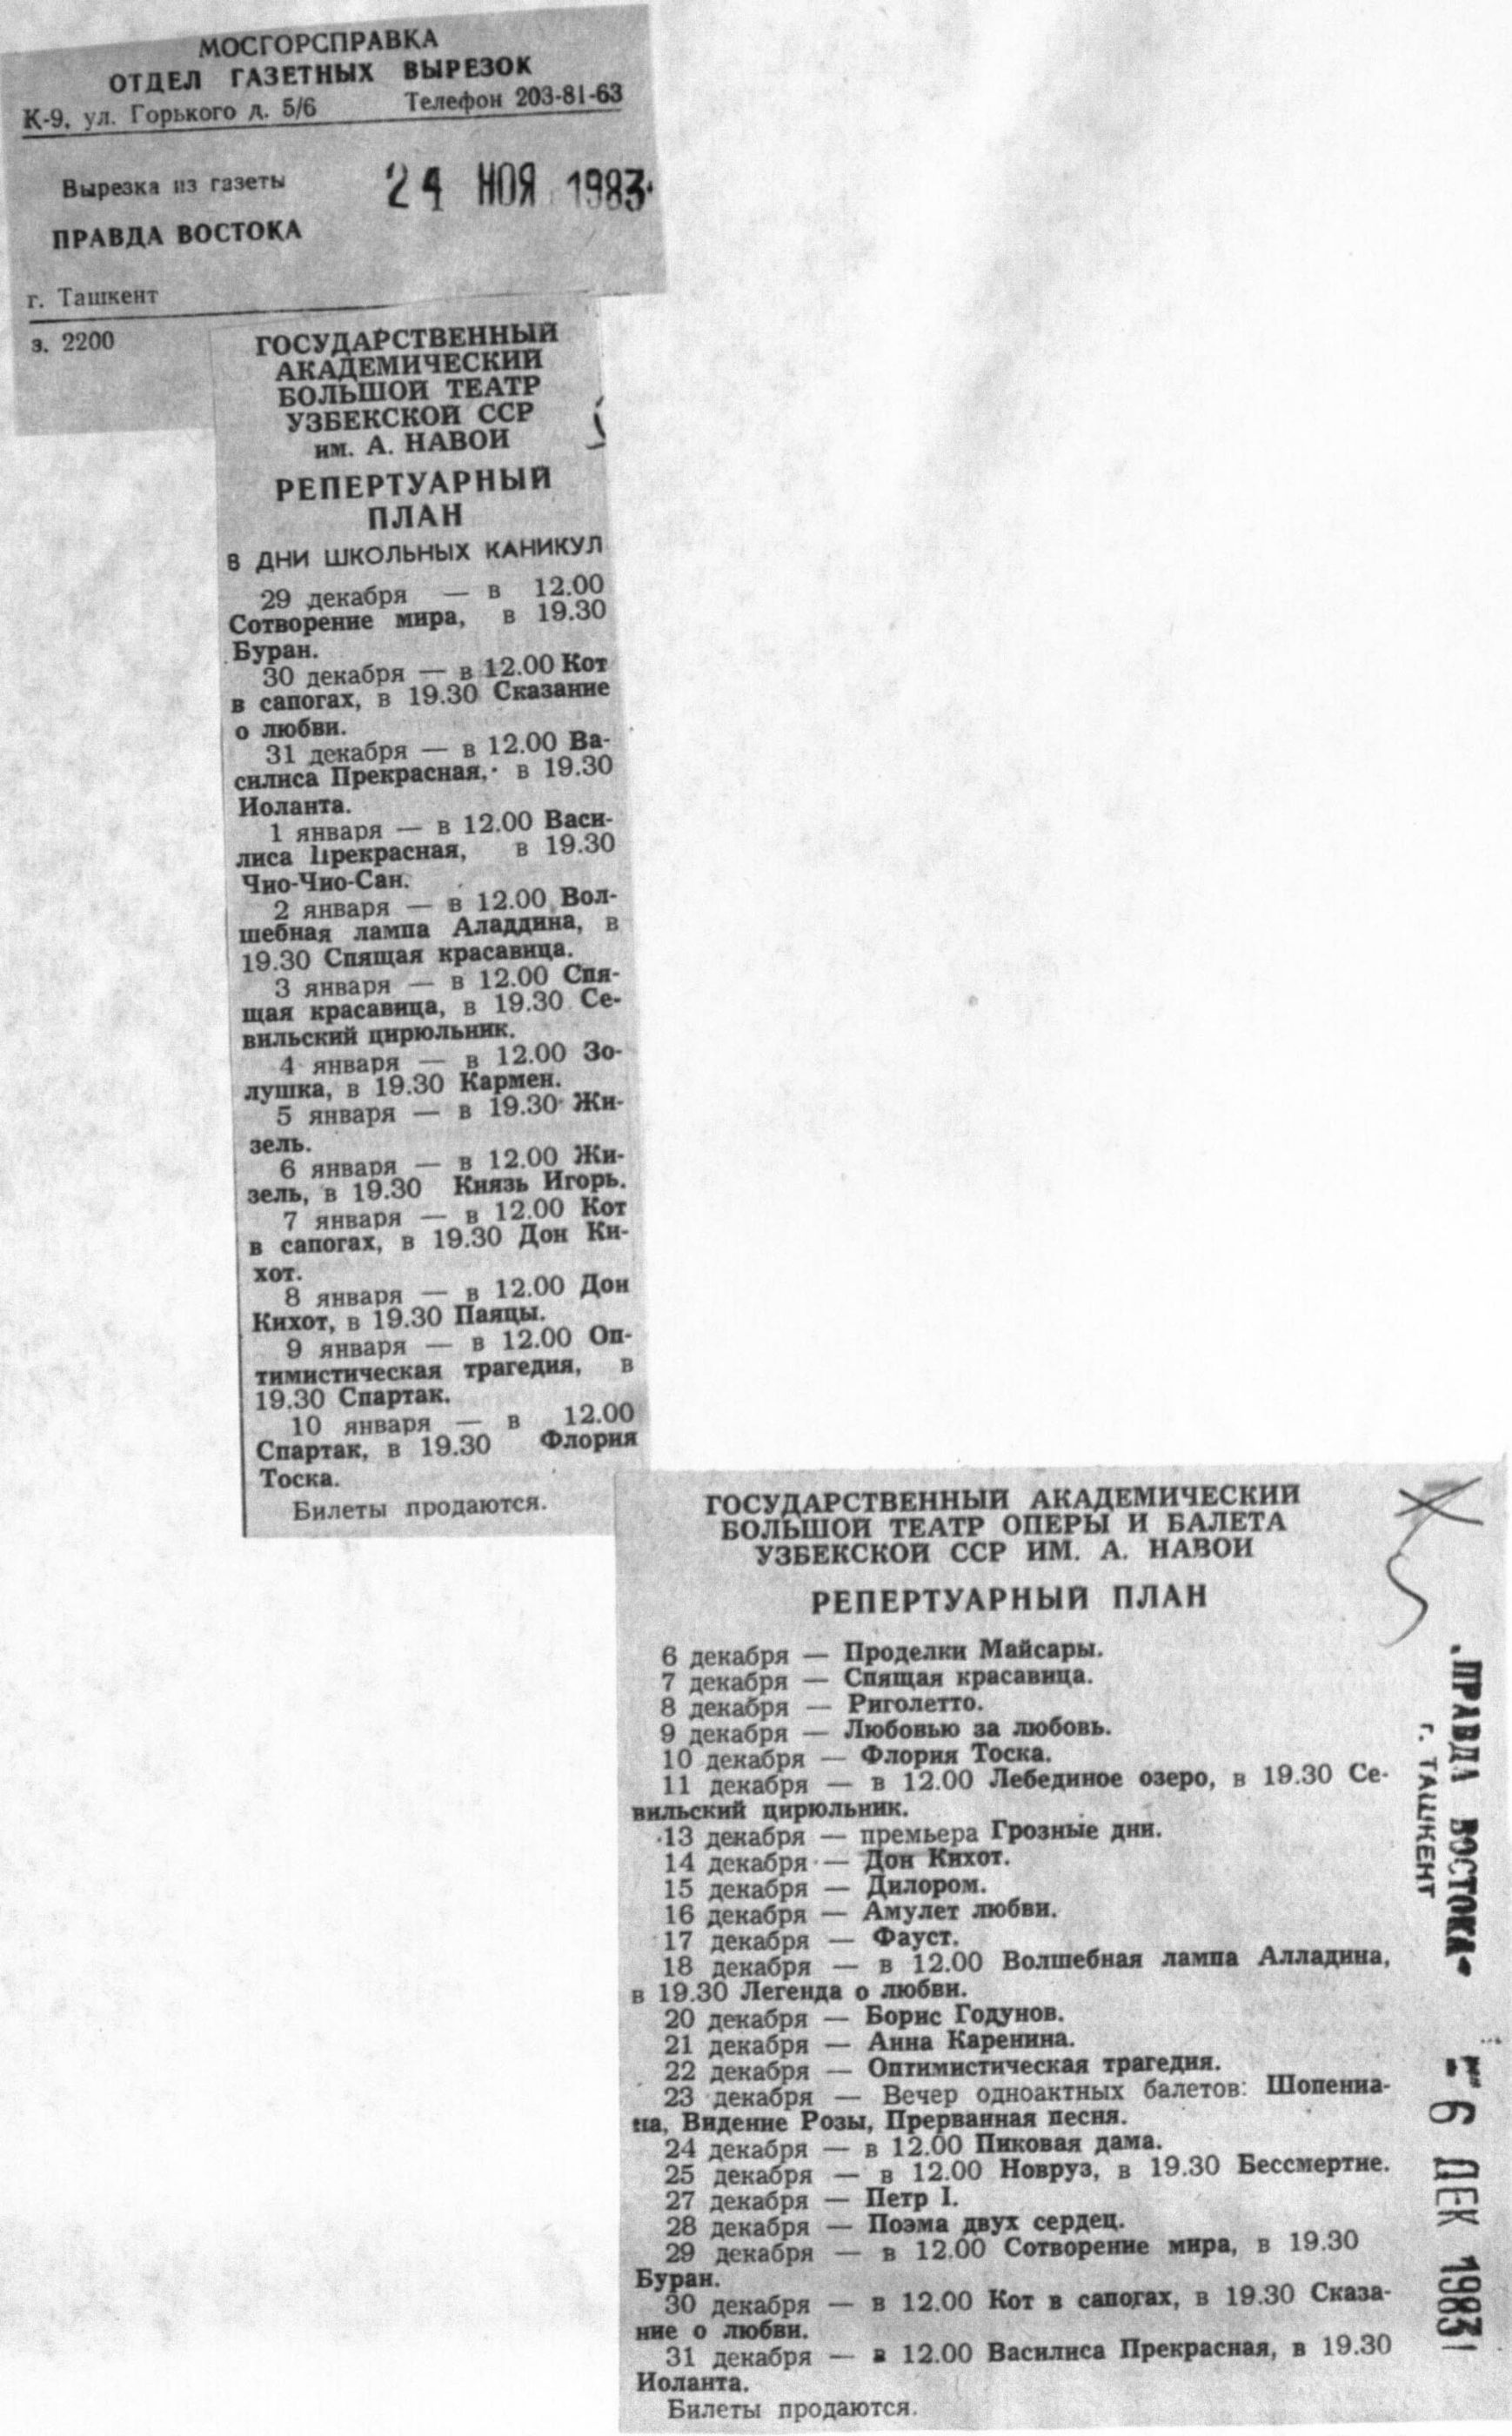 МОСГОРСПРАВКА
ОТДЕЛ ГАЗЕТНЫХ ВЫРЕЗОК
К-9, ул. Горького д. 5/6 Телефон 203-81-63
Вырезка из газеты
24 НОЯ 1983
ПРАВДА ВОСТОКА
г. Ташкент
з. 2200
ГОСУДАРСТВЕННЫЙ
АКАДЕМИЧЕСКИЙ
БОЛЬШОЙ ТЕАТР
УЗБЕКСКОЙ ССР
им. А. НАВОИ
РЕПЕРТУАРНЫЙ
ПЛАН
В ДНИ ШКОЛЬНЫХ КАНИКУЛ
29 декабря — в 12.00
Сотворение мира, в 19.30
Буран.
30 декабря — в 12.00 Кот
в сапогах, в 19.30 Сказание
о любви.
31 декабря — в 12.00 Ва-
силиса Прекрасная, в 19.30
Иоланта.
1 января — в 12.00 Васи-
лиса Прекрасная, в 19.30
Чио-Чио-Сан.
2 января — в 12.00 Вол-
шебная лампа Аладдина, в
19.30 Спящая красавица.
3 января — в 12.00 Спя-
щая красавица, в 19.30 Се-
вильский цирюльник.
4 января — в 12.00 Зо-
лушка, в 19.30 Кармен.
5 января — в 19.30 Жи-
зель.
6 января — в 12.00 Жи-
зель, в 19.30 Князь Игорь.
7 января — в 12.00 Кот
в сапогах, в 19.30 Дон Ки-
хот.
8 января — в 12.00 Дон
Кихот, в 19.30 Паяцы.
9 января — в 12.00 Оп-
тимистическая трагедия, в
19.30 Спартак.
10 января — в 12.00
Спартак, в 19.30 Флория
Тоска.
Билеты продаются.
ГОСУДАРСТВЕННЫЙ АКАДЕМИЧЕСКИЙ
БОЛЬШОЙ ТЕАТР ОПЕРЫ И БАЛЕТА
УЗБЕКСКОЙ ССР ИМ. А. НАВОИ
РЕПЕРТУАРНЫЙ ПЛАН
6 декабря — Проделки Майсары.
7 декабря — Спящая красавица.
8 декабря — Риголетто.
9 декабря — Любовью за любовь.
10 декабря — Флория Тоска.
11 декабря — в 12.00 Лебединое озеро, в 19.30 Се-
вильский цирюльник.
13 декабря — премьера Грозные дни.
14 декабря — Дон Кихот.
15 декабря — Дилором.
16 декабря — Амулет любви.
17 декабря — Фауст.
18 декабря — в 12.00 Волшебная лампа Алладина,
в 19.30 Легенда о любви.
20 декабря — Борис Годунов.
21 декабря — Анна Каренина.
22 декабря — Оптимистическая трагедия.
23 декабря — Вечер одноактных балетов: Шопениа-
на, Видение Розы, Прерванная песня.
24 декабря — в 12.00 Пиковая дама.
25 декабря — в 12.00 Новруз, в 19.30 Бессмертие.
27 декабря — Петр I.
28 декабря — Поэма двух сердец.
29 декабря — в 12.00 Сотворение мира, в 19.30
Буран.
30 декабря — в 12.00 Кот в сапогах, в 19.30 Сказа-
ние о любви.
31 декабря — в 12.00 Василиса Прекрасная, в 19.30
Иоланта.
Билеты продаются.
ПРАВДА ВОСТОКА
г. ТАШКЕНТ
- 6 ДЕК 1983